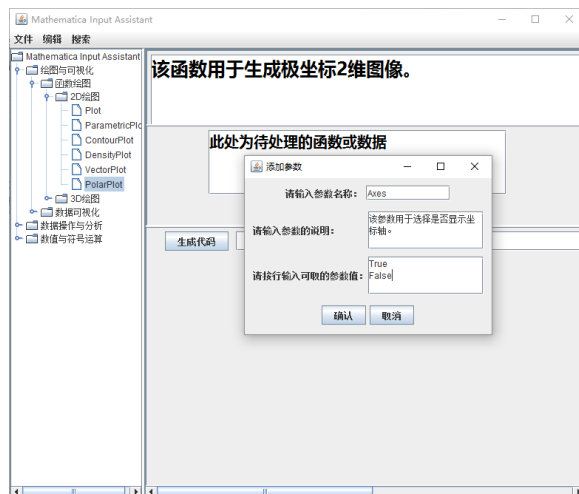 Mathematica Input Assistant
文件 编辑 搜索
Mathematica Input Assistant
绘图与可视化
函数绘图
2D绘图
Plot
ParametricPlo
ContourPlot
DensityPlot
VectorPlot
PolarPlot
3D绘图
数据可视化
数据操作与分析
数值与符号运算
该函数用于生成极坐标2维图像。
此处为待处理的函数或数据
生成代码
添加参数
请输入参数名称：
Axes
请输入参数的说明：
该参数用于选择是否显示坐
标轴。
请按行输入可取的参数值：
True
False
确认
取消